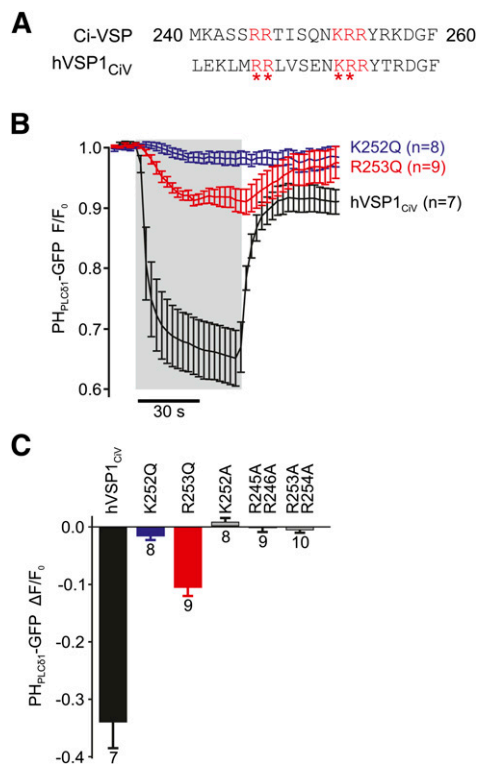 A
Ci-VSP 240 MKASSRRTISQNKRRYRKDGF 260
hVSP1CiV LEKLMRRLVSENKRRYTRDGF
** **
B
PHPLCδ1-GFP F/F0
1.0
0.9
0.8
0.7
0.6
K252Q (n=8)
R253Q (n=9)
hVSP1CiV (n=7)
30 s
C
hVSP1CiV
K252Q
R253Q
K252A
R245A
R246A
R253A
R254A
PHPLCδ1-GFP ΔF/F0
0.0
-0.1
-0.2
-0.3
-0.4
7
8
9
8
9
10